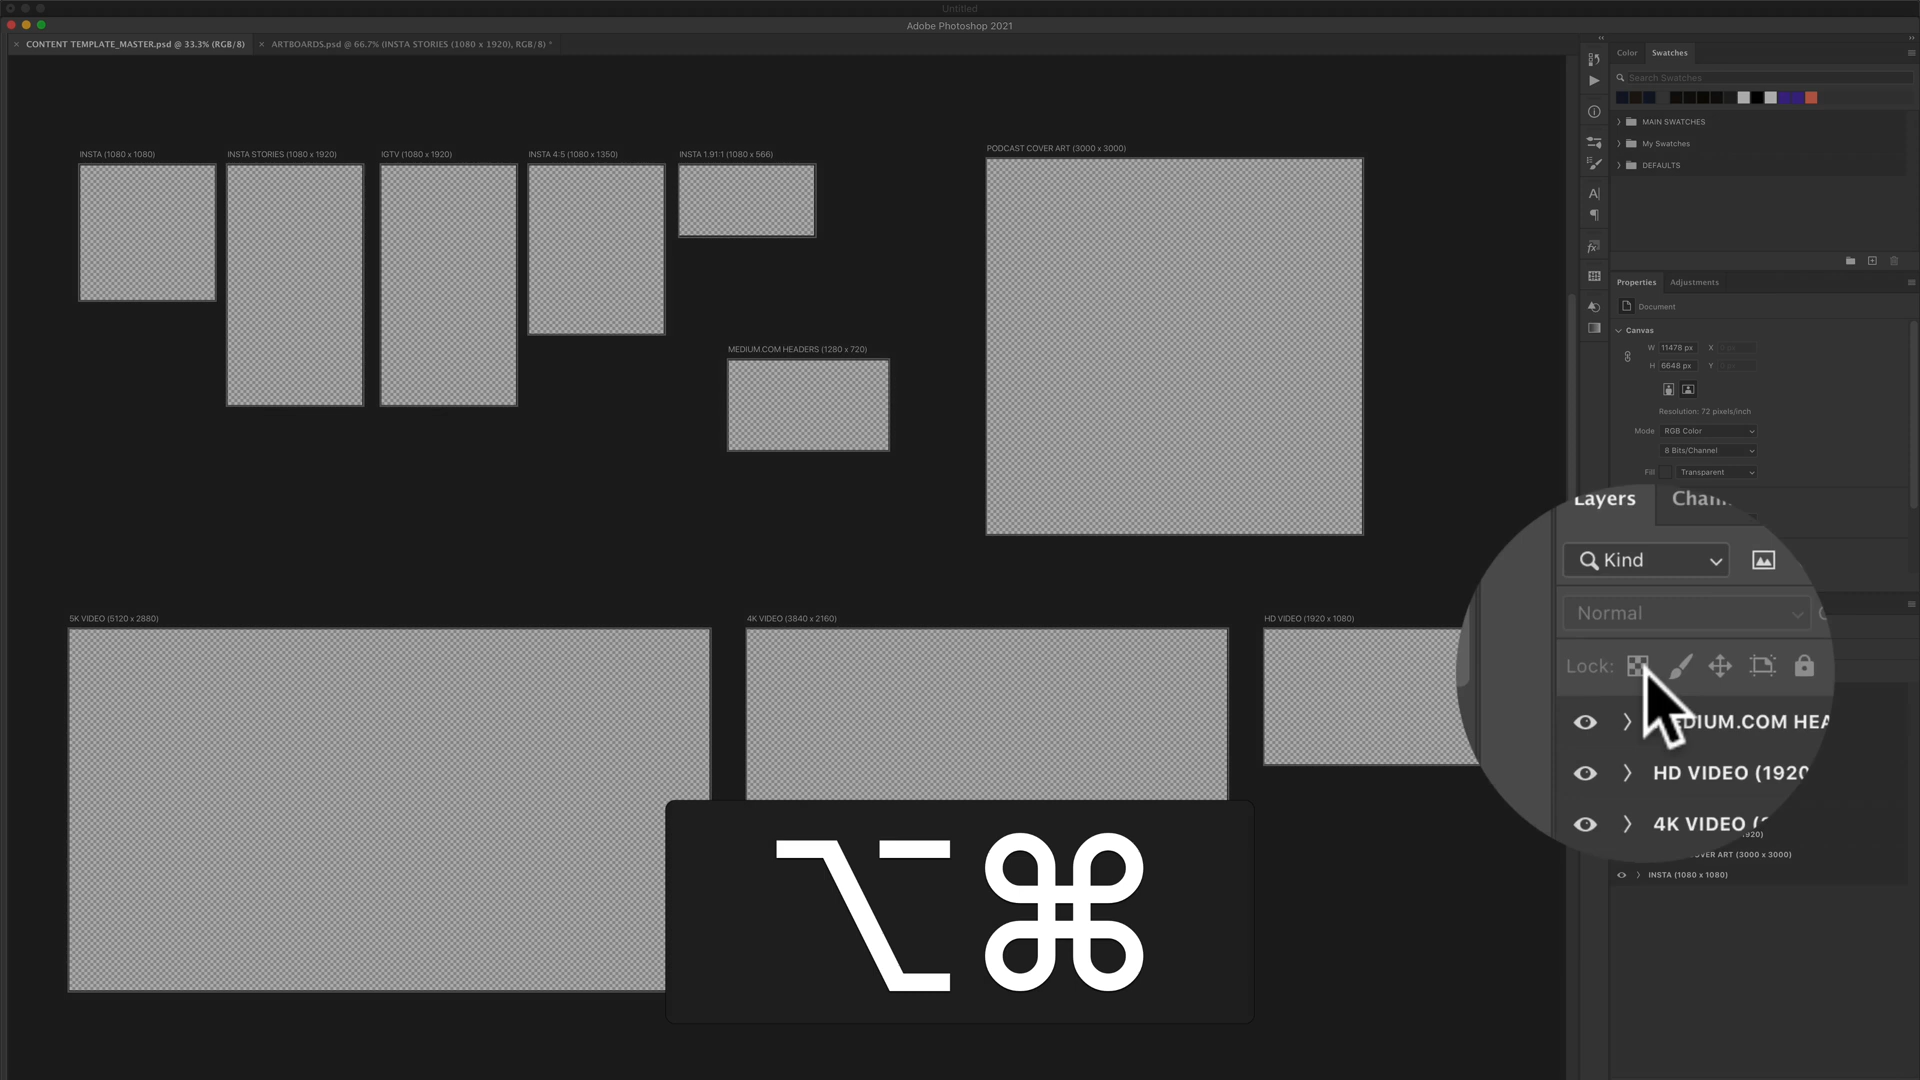 Untitled
Adobe Photoshop 2021
CONTENT TEMPLATE_MASTER.psd @ 33.3% (RGB/8)
ARTBOARDS.psd @ 66.7% (INSTA STORIES (1080 x 1920), RGB/8) *
Color
Swatches
Search Swatches
MAIN SWATCHES
My Swatches
DEFAULTS
INSTA (1080 x 1080)
INSTA STORIES (1080 x 1920)
IGTV (1080 x 1920)
INSTA 4:5 (1080 x 1350)
INSTA 1.91:1 (1080 x 566)
PODCAST COVER ART (3000 x 3000)
MEDIUM.COM HEADERS (1280 x 720)
Properties
Adjustments
Document
Canvas
W 11478 px X
H 6648 px Y
Resolution: 72 pixels/inch
Mode RGB Color
8 Bits/Channel
Fill Transparent
Layers
Kind
Normal
Lock:
DIUM.COM HEA
HD VIDEO (1920
4K VIDEO (
1920)
OVER ART (3000 x 3000)
INSTA (1080 x 1080)
5K VIDEO (5120 x 2880)
4K VIDEO (3840 x 2160)
HD VIDEO (1920 x 1080)
⌥⌘